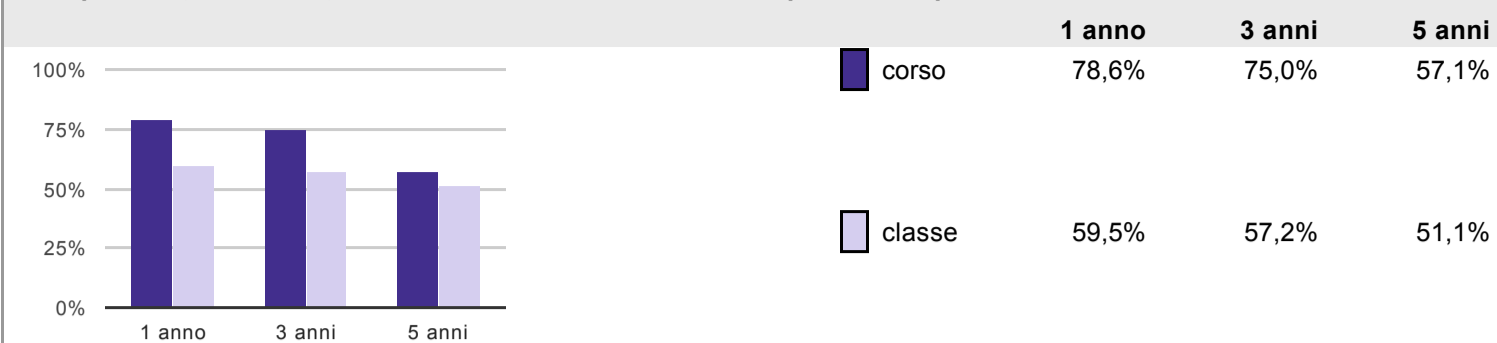 1 anno 3 anni 5 anni
100%
75%
50%
25%
0%
1 anno 3 anni 5 anni
corso 78,6% 75,0% 57,1%
classe 59,5% 57,2% 51,1%